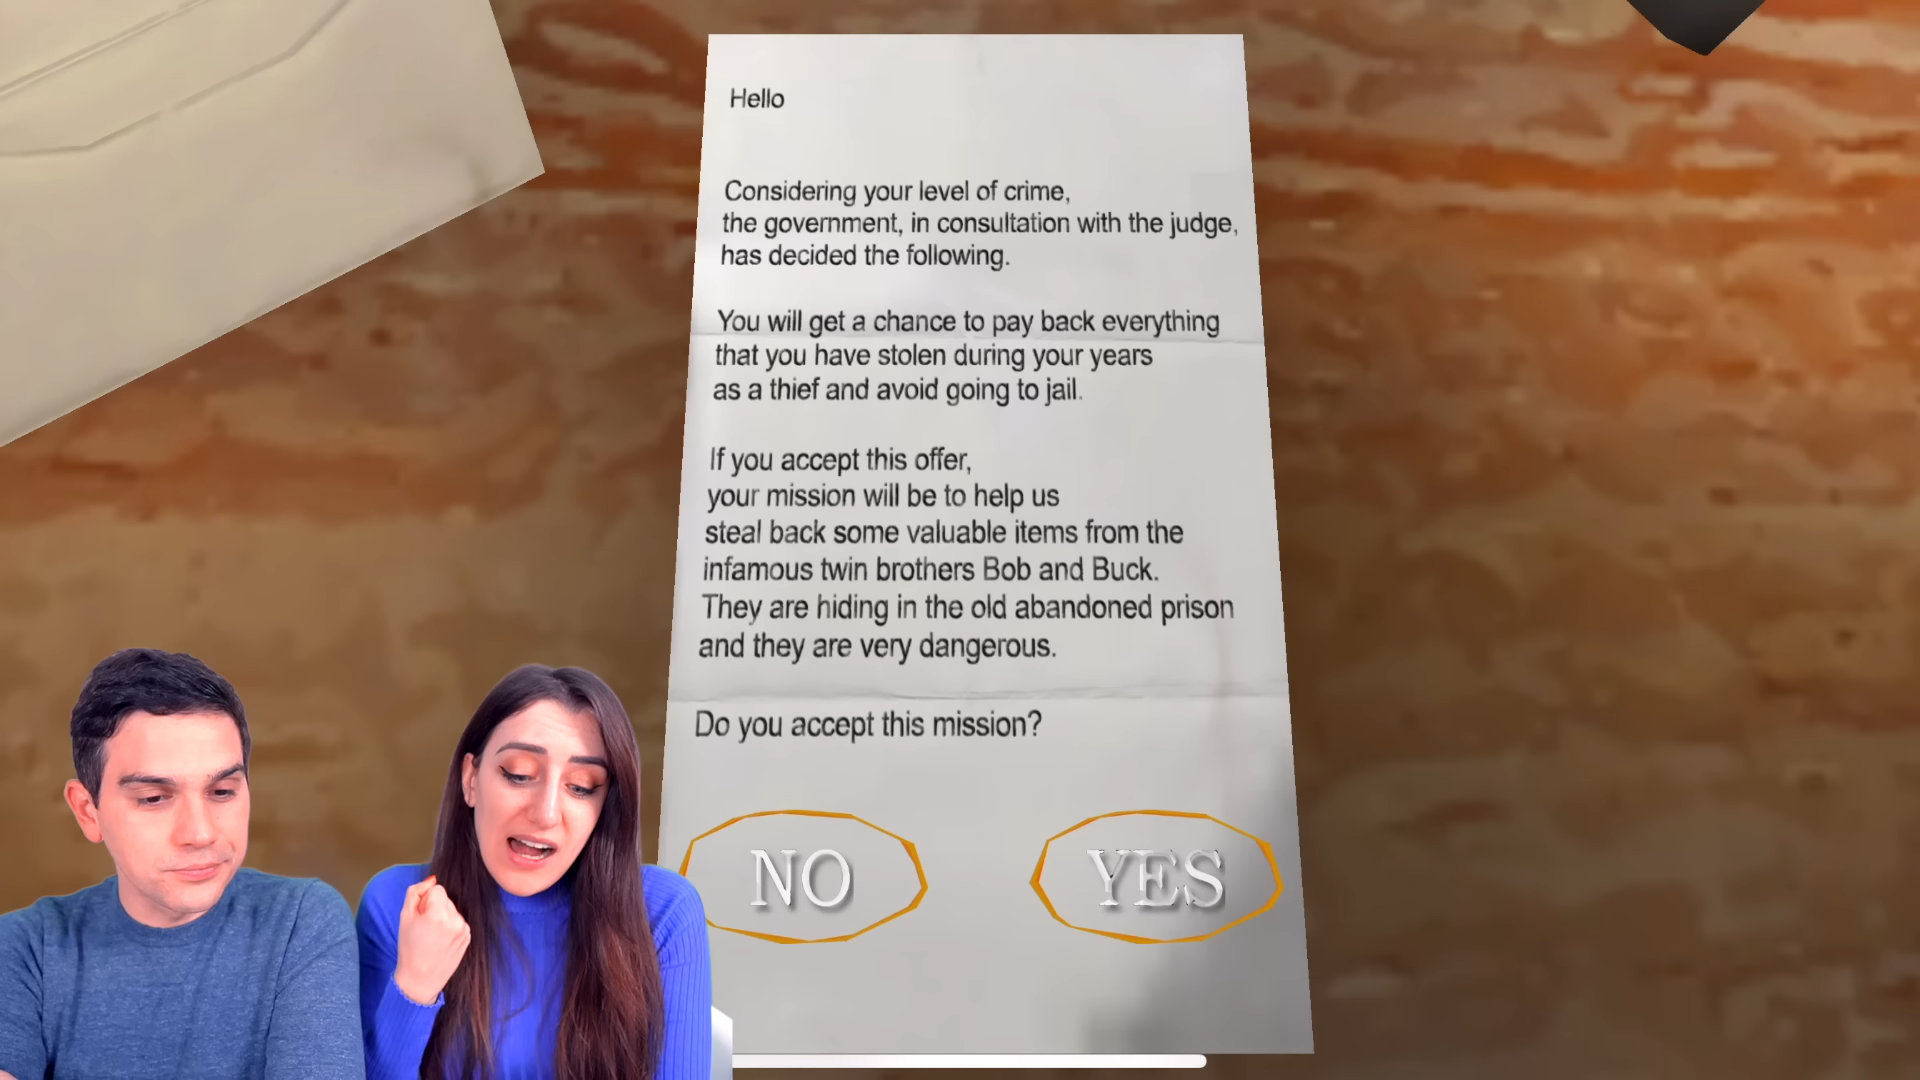 Hello
Considering your level of crime,
the government, in consultation with the judge,
has decided the following.
You will get a chance to pay back everything
that you have stolen during your years
as a thief and avoid going to jail.
If you accept this offer,
your mission will be to help us
steal back some valuable items from the
infamous twin brothers Bob and Buck.
They are hiding in the old abandoned prison
and they are very dangerous.
Do you accept this mission?
NO YES